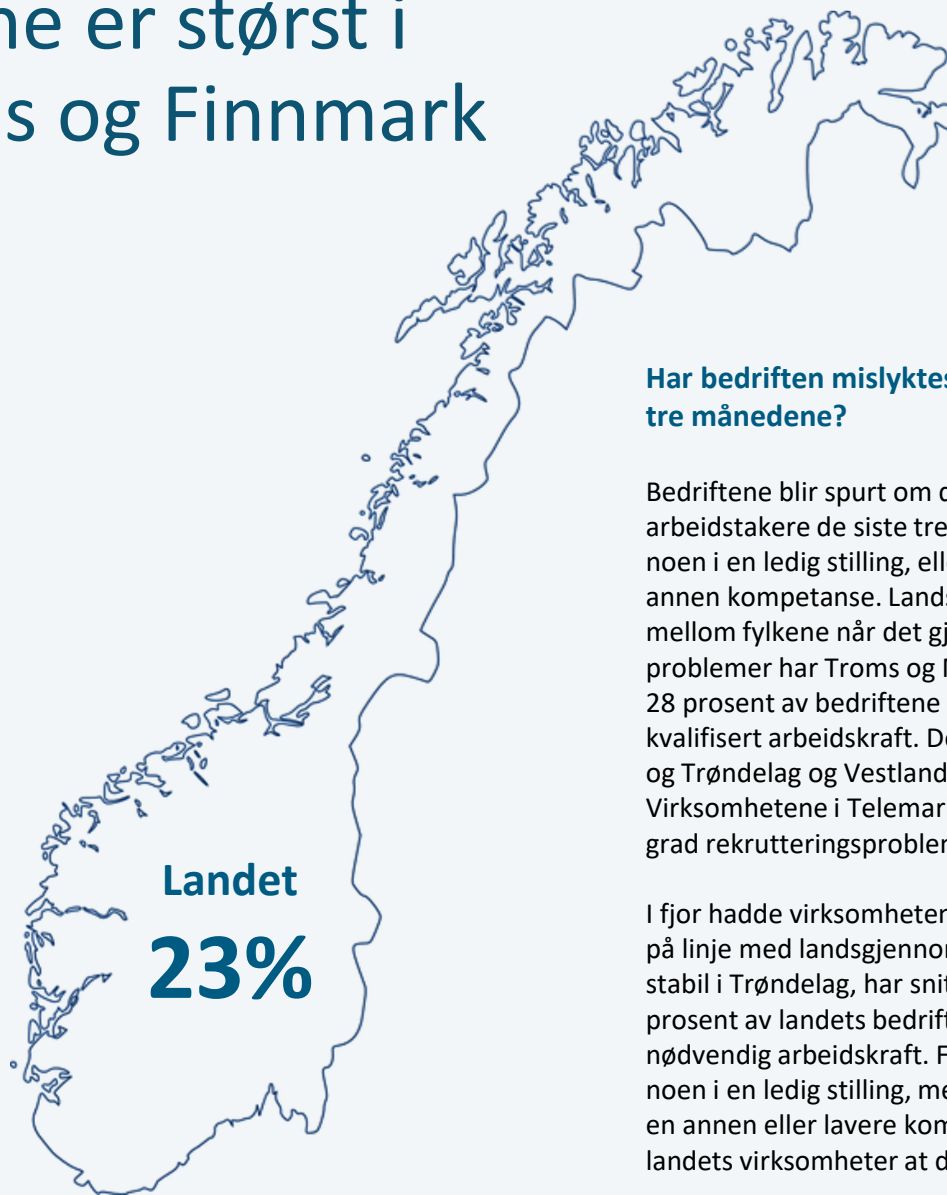 ne er størst i
s og Finnmark
Har bedriften mislyktes
tre månedene?
Bedriftene blir spurt om
arbeidstakere de siste tre
noen i en ledig stilling, ell
annen kompetanse. Lands
mellom fylkene når det gj
problemer har Troms og
28 prosent av bedriftene
kvalifisert arbeidskraft. D
og Trøndelag og Vestland
Virksomhetene i Telemar
grad rekrutteringsproblem
Landet
23%
I fjor hadde virksomheten
på linje med landsgjennom
stabil i Trøndelag, har snit
prosent av landets bedrift
nødvendig arbeidskraft. F
noen i en ledig stilling, me
en annen eller lavere kom
landets virksomheter at d